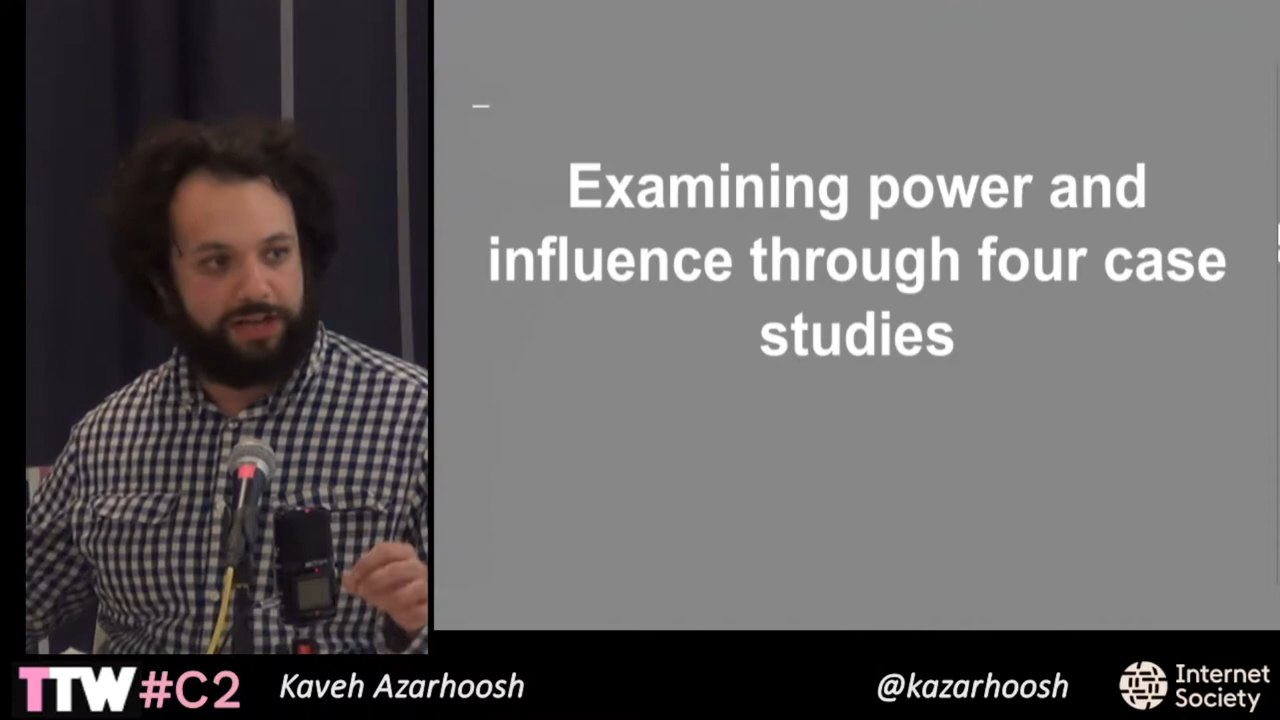 Examining power and
influence through four case
studies
TTW#C2
Kaveh Azarhoosh
@kazarhoosh
Internet
Society